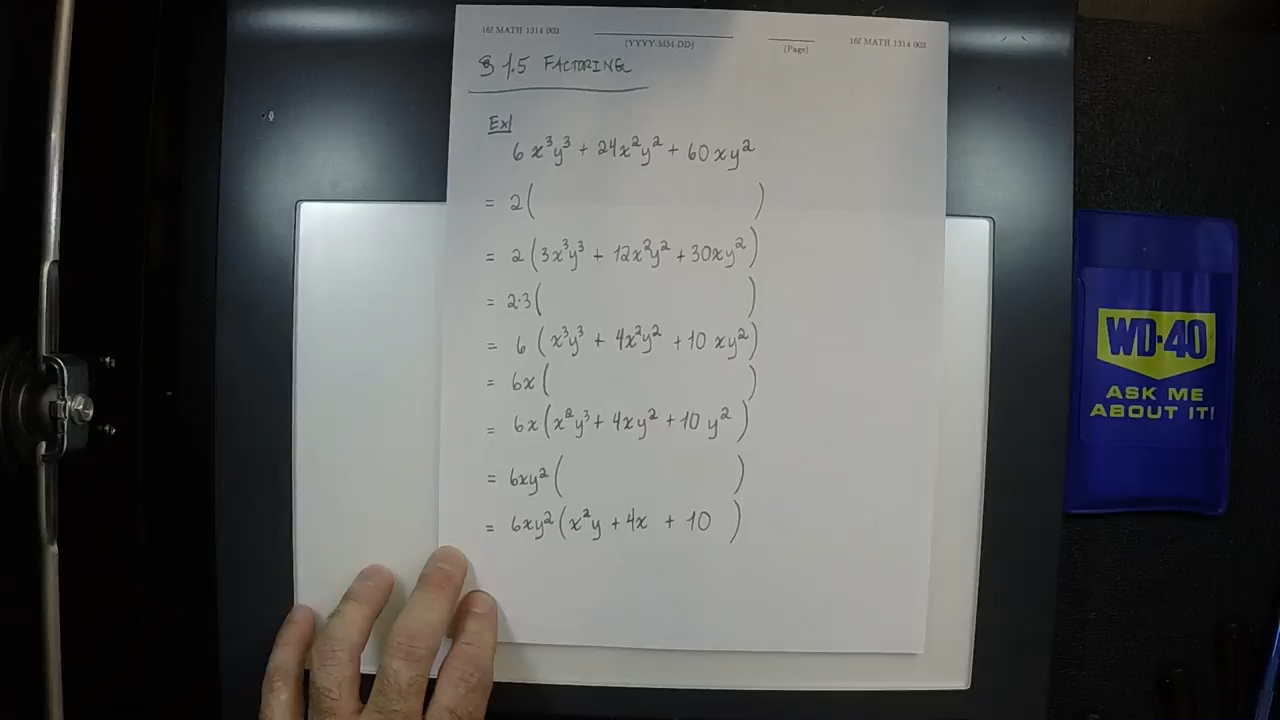 16f MATH 1314 003 (YYYY-MM-DD) (Page) 16f MATH 1314 003
§ 1.5 FACTORING
Ex1
6x³y³ + 24x²y² + 60xy²
= 2( )
= 2(3x³y³ + 12x²y² + 30xy²)
= 2·3( )
= 6(x³y³ + 4x²y² + 10xy²)
= 6x( )
= 6x(x²y³ + 4xy² + 10y²)
= 6xy²( )
= 6xy²(x²y + 4x + 10)
WD-40
ASK ME
ABOUT IT!